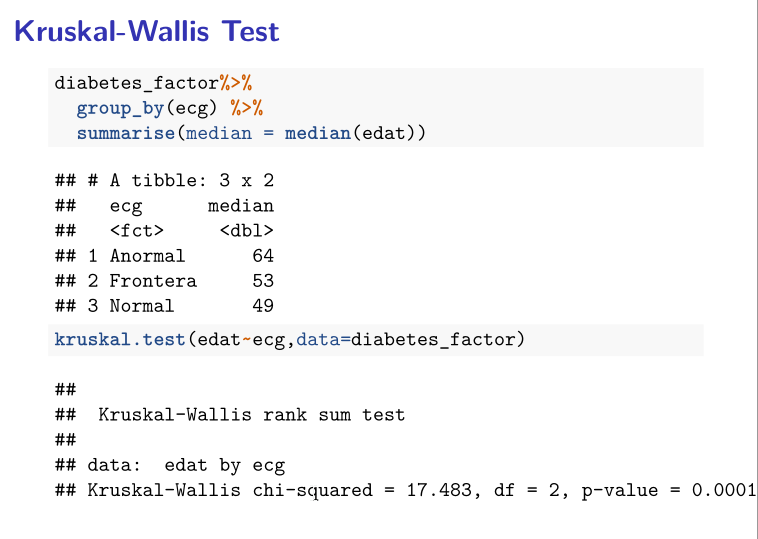 Kruskal-Wallis Test
diabetes_factor%>%
  group_by(ecg) %>%
  summarise(median = median(edat))
## # A tibble: 3 x 2
##   ecg      median
##   <fct>     <dbl>
## 1 Anormal      64
## 2 Frontera     53
## 3 Normal       49
kruskal.test(edat~ecg,data=diabetes_factor)
##
##  Kruskal-Wallis rank sum test
##
## data:  edat by ecg
## Kruskal-Wallis chi-squared = 17.483, df = 2, p-value = 0.0001